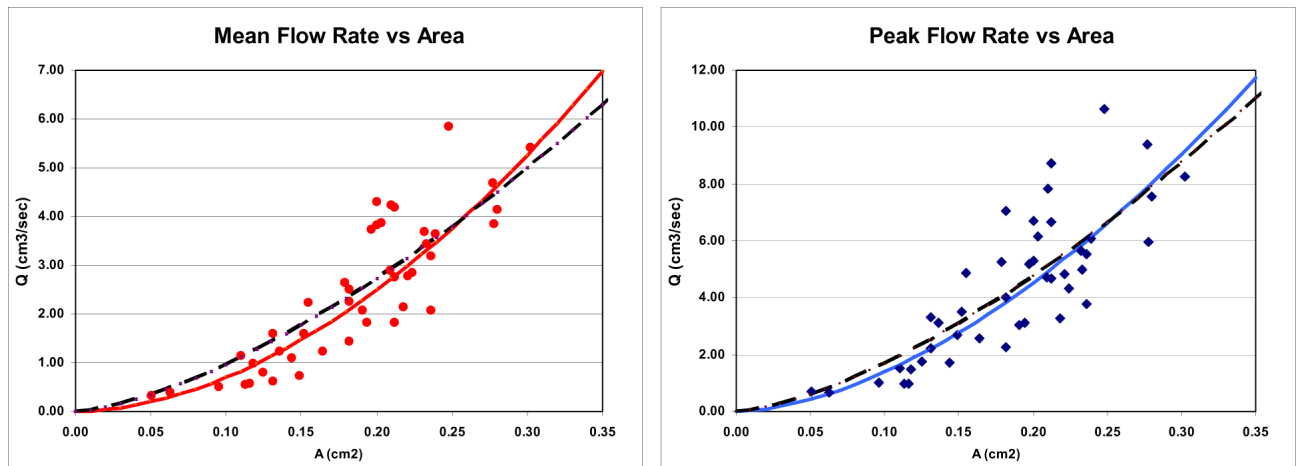 Mean Flow Rate vs Area
7.00
6.00
5.00
4.00
3.00
2.00
1.00
0.00
Q (cm3/sec)
0.00 0.05 0.10 0.15 0.20 0.25 0.30 0.35
A (cm2)
Peak Flow Rate vs Area
12.00
10.00
8.00
6.00
4.00
2.00
0.00
Q (cm3/sec)
0.00 0.05 0.10 0.15 0.20 0.25 0.30 0.35
A (cm2)